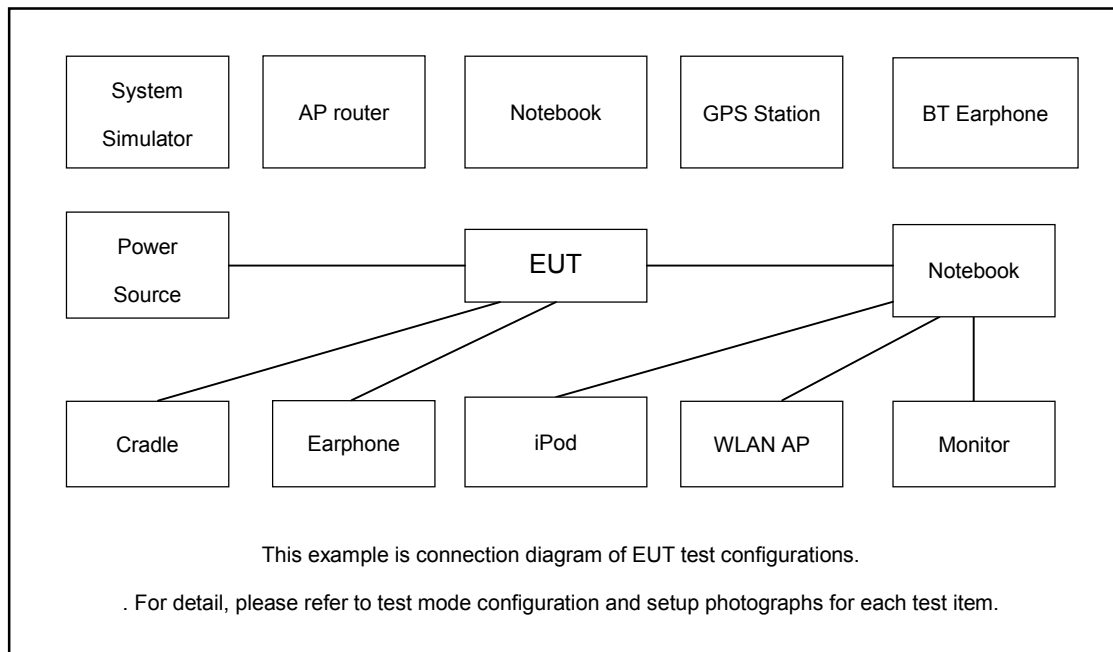 System
Simulator
AP router
Notebook
GPS Station
BT Earphone
Power
Source
EUT
Notebook
Cradle
Earphone
iPod
WLAN AP
Monitor
This example is connection diagram of EUT test configurations.
. For detail, please refer to test mode configuration and setup photographs for each test item.